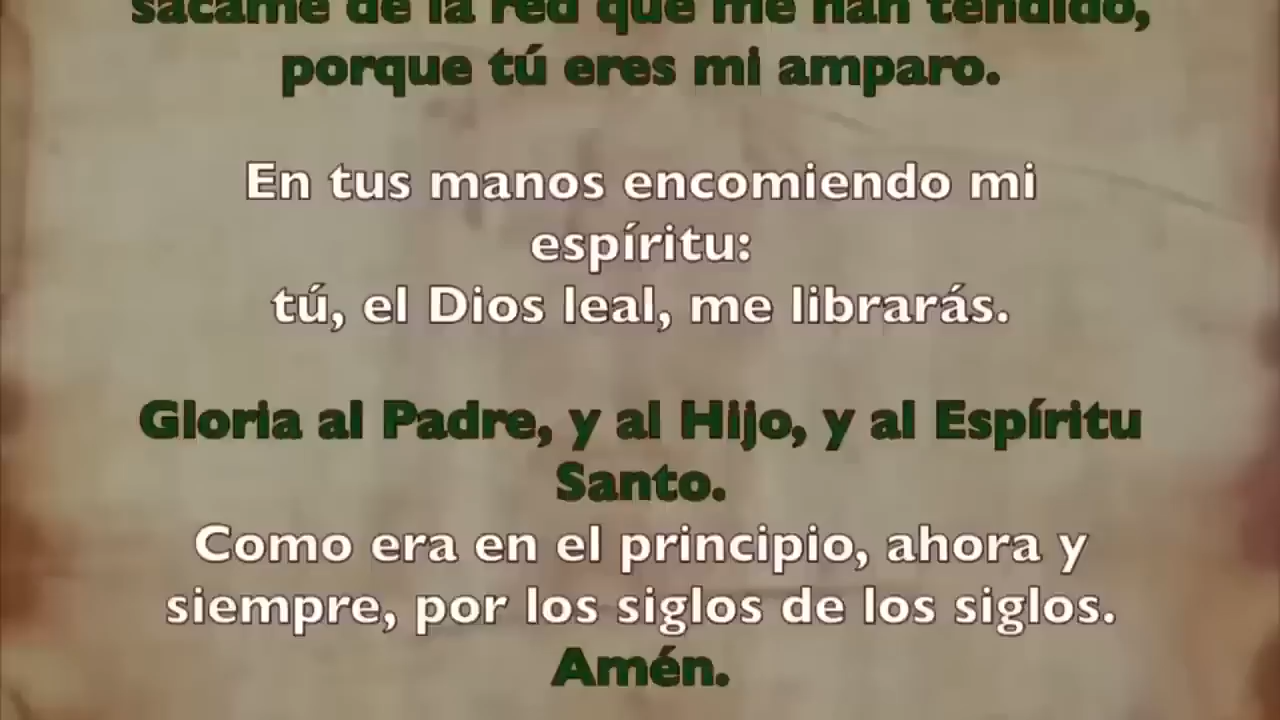 sácame de la red que me han tendido,
porque tú eres mi amparo.
En tus manos encomiendo mi
espíritu:
tú, el Dios leal, me librarás.
Gloria al Padre, y al Hijo, y al Espíritu
Santo.
Como era en el principio, ahora y
siempre, por los siglos de los siglos.
Amén.